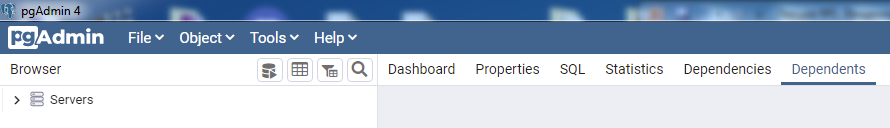 pgAdmin 4
pgAdmin File Object Tools Help
Browser Dashboard Properties SQL Statistics Dependencies Dependents
Servers